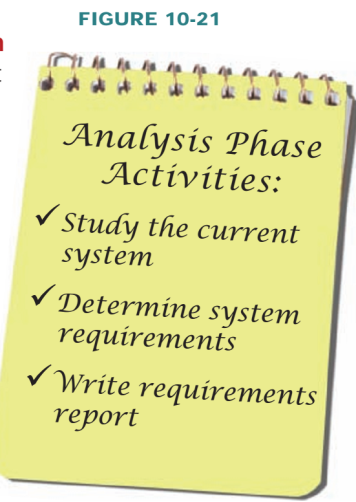 FIGURE 10-21
Analysis Phase
Activities:
✓ Study the current
system
✓ Determine system
requirements
✓ Write requirements
report